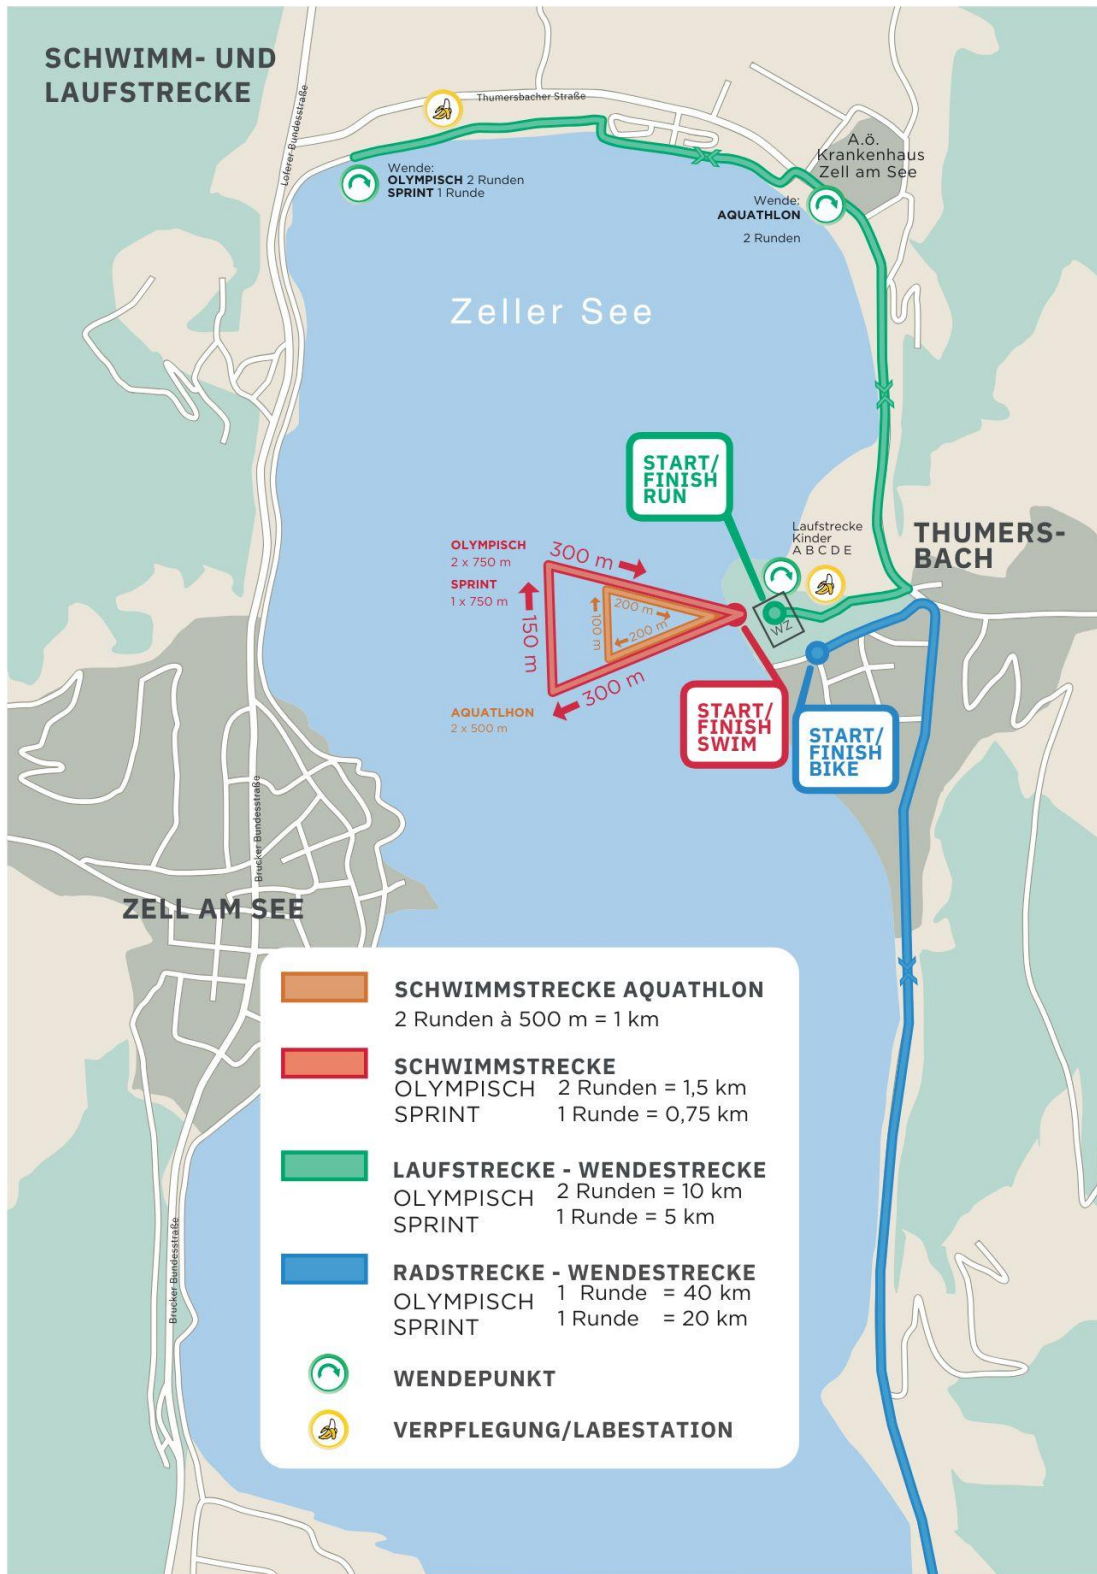 SCHWIMM- UND
LAUFSTRECKE
Thumersbacher Straße
Loferer Bundesstraße
A.ö.
Krankenhaus
Zell am See
Wende:
OLYMPISCH 2 Runden
SPRINT 1 Runde
Wende:
AQUATHLON
2 Runden
Zeller See
START/
FINISH
RUN
Laufstrecke
Kinder
A B C D E
THUMERS-
BACH
OLYMPISCH
2 x 750 m
SPRINT
1 x 750 m
300 m
150 m
300 m
200 m
100 m
200 m
WZ
AQUATLHON
2 x 500 m
START/
FINISH
SWIM
START/
FINISH
BIKE
Brucker Bundesstraße
ZELL AM SEE
SCHWIMMSTRECKE AQUATHLON
2 Runden à 500 m = 1 km
SCHWIMMSTRECKE
OLYMPISCH 2 Runden = 1,5 km
SPRINT 1 Runde = 0,75 km
LAUFSTRECKE - WENDESTRECKE
OLYMPISCH 2 Runden = 10 km
SPRINT 1 Runde = 5 km
RADSTRECKE - WENDESTRECKE
OLYMPISCH 1 Runde = 40 km
SPRINT 1 Runde = 20 km
WENDEPUNKT
VERPFLEGUNG/LABESTATION
Brucker Bundesstraße